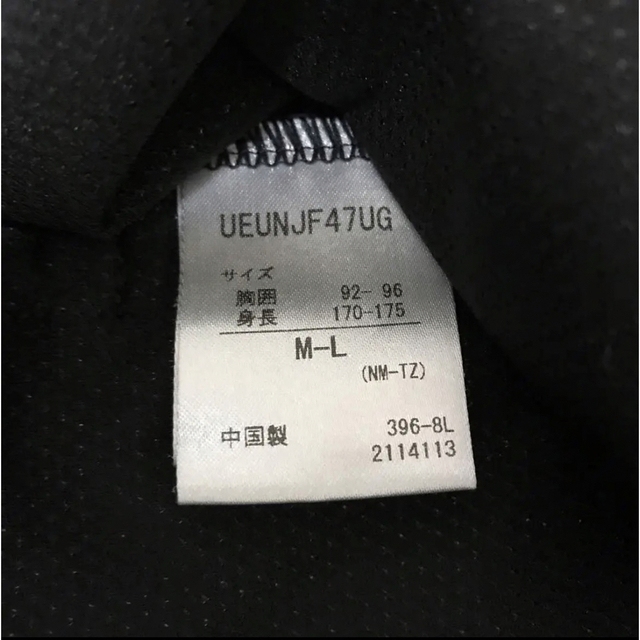 UEUNJF47UG
サイズ
胸囲 92- 96
身長 170-175
M-L
(NM-TZ)
中国製 396-8L
2114113